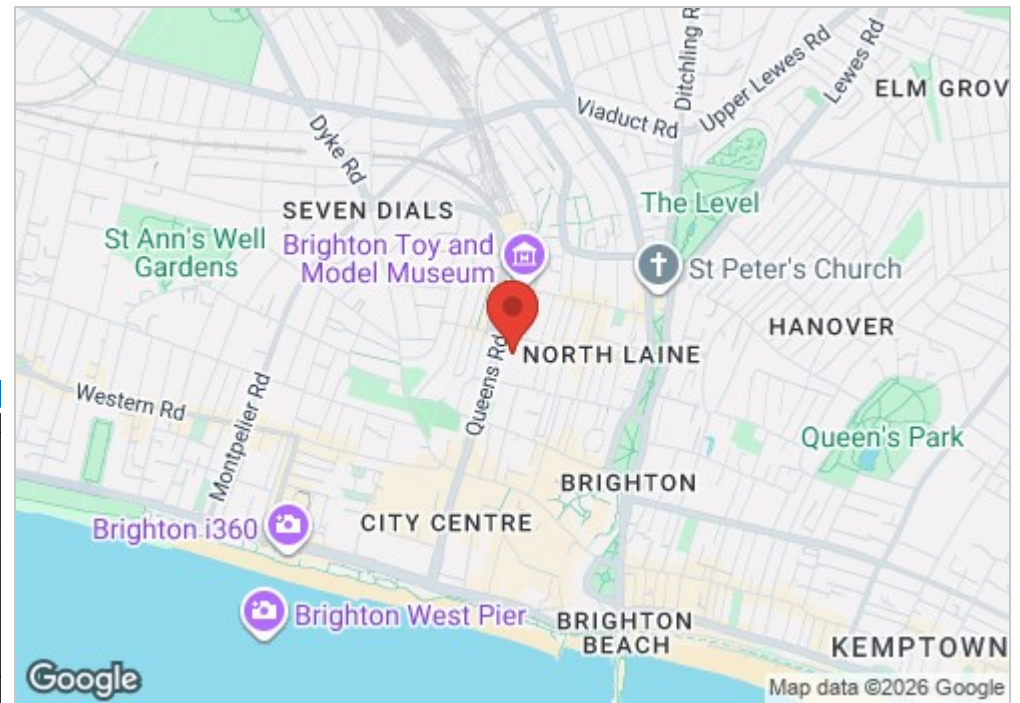 Ditchling R
Upper Lewes Rd
Lewes Rd
Viaduct Rd
ELM GROV
Dyke Rd
The Level
SEVEN DIALS
St Ann's Well
Gardens
Brighton Toy and
Model Museum
St Peter's Church
HANOVER
NORTH LAINE
Queens Rd
Western Rd
Montpelier Rd
Queen's Park
BRIGHTON
CITY CENTRE
Brighton i360
Brighton West Pier
BRIGHTON
BEACH
KEMPTOWN
Google
Map data ©2026 Google